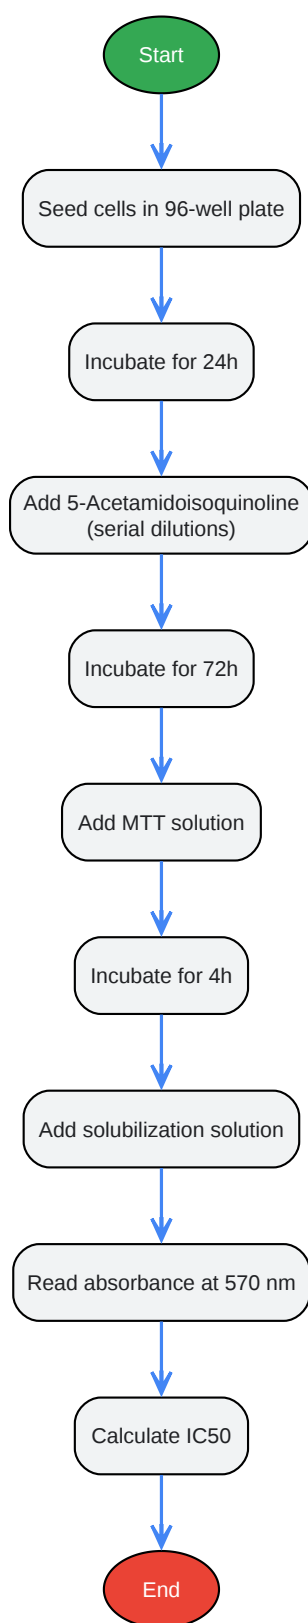 Start
Seed cells in 96-well plate
Incubate for 24h
Add 5-Acetamidoisoquinoline
(serial dilutions)
Incubate for 72h
Add MTT solution
Incubate for 4h
Add solubilization solution
Read absorbance at 570 nm
Calculate IC50
End